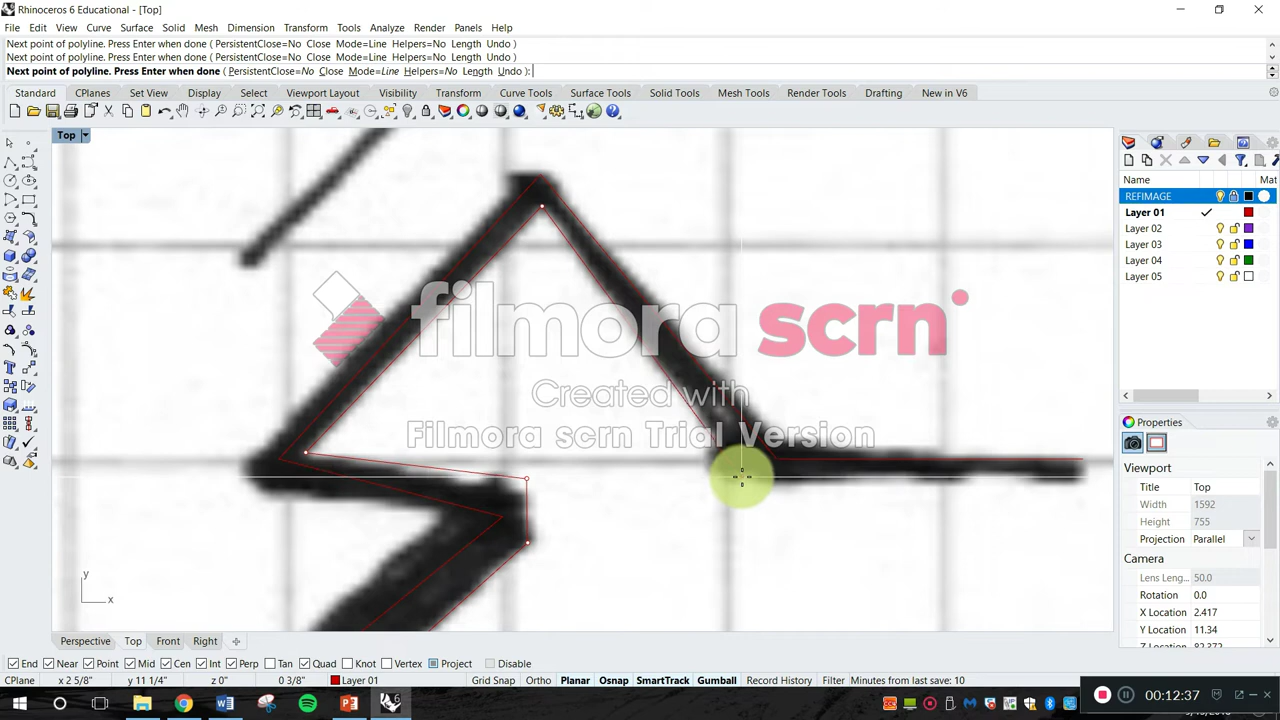 Rhinoceros 6 Educational - [Top]
File Edit View Curve Surface Solid Mesh Dimension Transform Tools Analyze Render Panels Help
Next point of polyline. Press Enter when done ( PersistentClose=No Close Mode=Line Helpers=No Length Undo )
Next point of polyline. Press Enter when done ( PersistentClose=No Close Mode=Line Helpers=No Length Undo )
Next point of polyline. Press Enter when done ( PersistentClose=No Close Mode=Line Helpers=No Length Undo ):
Standard CPlanes Set View Display Select Viewport Layout Visibility Transform Curve Tools Surface Tools Solid Tools Mesh Tools Render Tools Drafting New in V6
Top
Name Mat
REFIMAGE
Layer 01
Layer 02
Layer 03
Layer 04
Layer 05
filmora scrn
Created with
Filmora scrn Trial Version
Properties
Viewport
Title Top
Width 1592
Height 755
Projection Parallel
Camera
Lens Leng... 50.0
Rotation 0.0
X Location 2.417
Y Location 11.34
y
x
Perspective Top Front Right
End Near Point Mid Cen Int Perp Tan Quad Knot Vertex Project Disable
CPlane x 2 5/8" y 11 1/4" z 0" 0 3/8" Layer 01 Grid Snap Ortho Planar Osnap SmartTrack Gumball Record History Filter Minutes from last save: 10
00:12:37